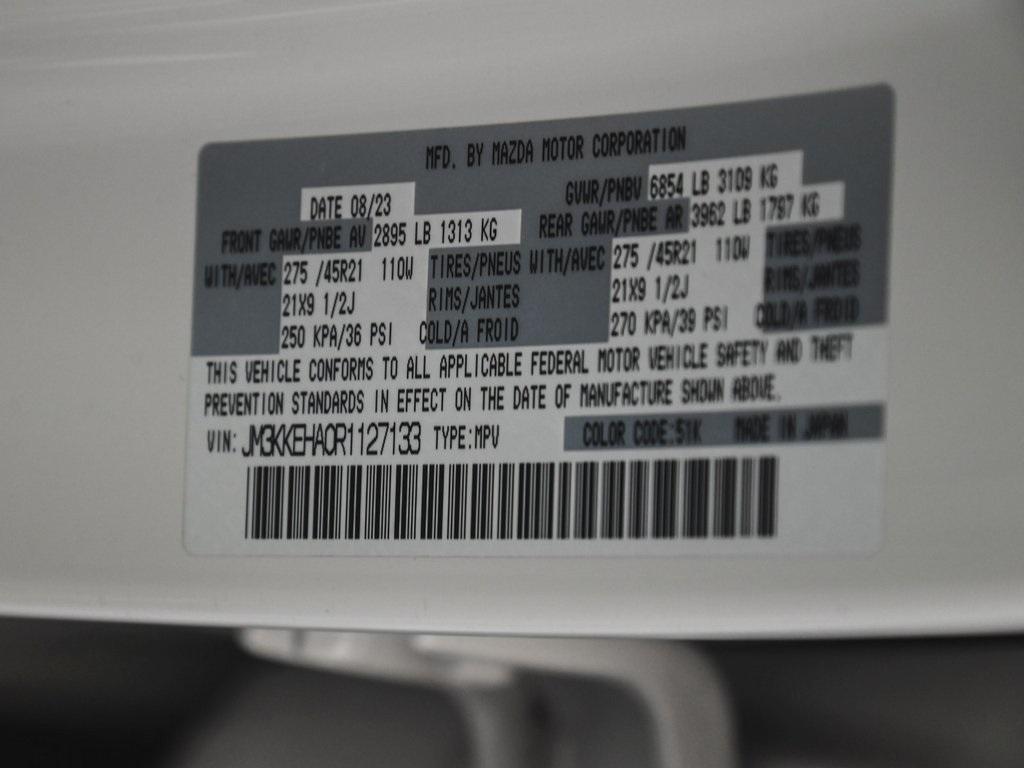 MFD. BY MAZDA MOTOR CORPORATION
DATE 08/23 GVWR/PNBV 6854 LB 3109 KG
FRONT GAWR/PNBE AV 2895 LB 1313 KG REAR GAWR/PNBE AR 3962 LB 1797 KG
WITH/AVEC 275 /45R21 110W TIRES/PNEUS WITH/AVEC 275 /45R21 110W TIRES/PNEUS
21X9 1/2J RIMS/JANTES 21X9 1/2J RIMS/JANTES
250 KPA/36 PSI COLD/A FROID 270 KPA/39 PSI COLD/A FROID
THIS VEHICLE CONFORMS TO ALL APPLICABLE FEDERAL MOTOR VEHICLE SAFETY AND THEFT
PREVENTION STANDARDS IN EFFECT ON THE DATE OF MANUFACTURE SHOWN ABOVE.
VIN: JM3KKEHA0R1127133 TYPE:MPV COLOR CODE:51K MADE IN JAPAN